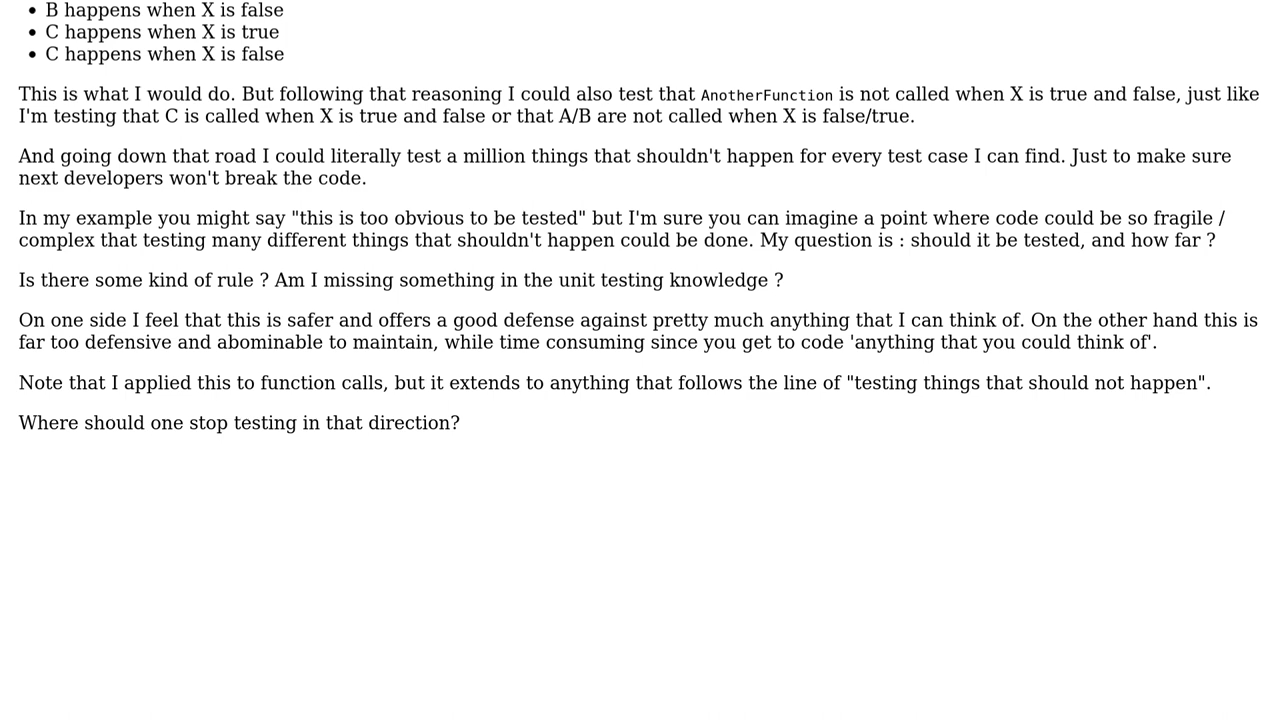 • B happens when X is false
• C happens when X is true
• C happens when X is false
This is what I would do. But following that reasoning I could also test that AnotherFunction is not called when X is true and false, just like
I'm testing that C is called when X is true and false or that A/B are not called when X is false/true.
And going down that road I could literally test a million things that shouldn't happen for every test case I can find. Just to make sure
next developers won't break the code.
In my example you might say "this is too obvious to be tested" but I'm sure you can imagine a point where code could be so fragile /
complex that testing many different things that shouldn't happen could be done. My question is : should it be tested, and how far ?
Is there some kind of rule ? Am I missing something in the unit testing knowledge ?
On one side I feel that this is safer and offers a good defense against pretty much anything that I can think of. On the other hand this is
far too defensive and abominable to maintain, while time consuming since you get to code 'anything that you could think of'.
Note that I applied this to function calls, but it extends to anything that follows the line of "testing things that should not happen".
Where should one stop testing in that direction?